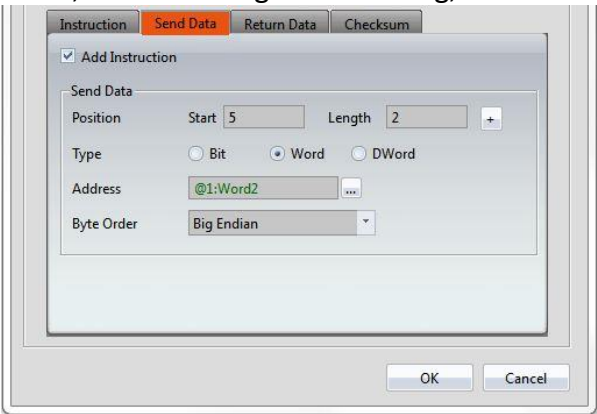 Instruction Send Data Return Data Checksum
Add Instruction
Send Data
Position Start 5 Length 2 +
Type Bit Word DWord
Address @1:Word2 ...
Byte Order Big Endian
OK Cancel